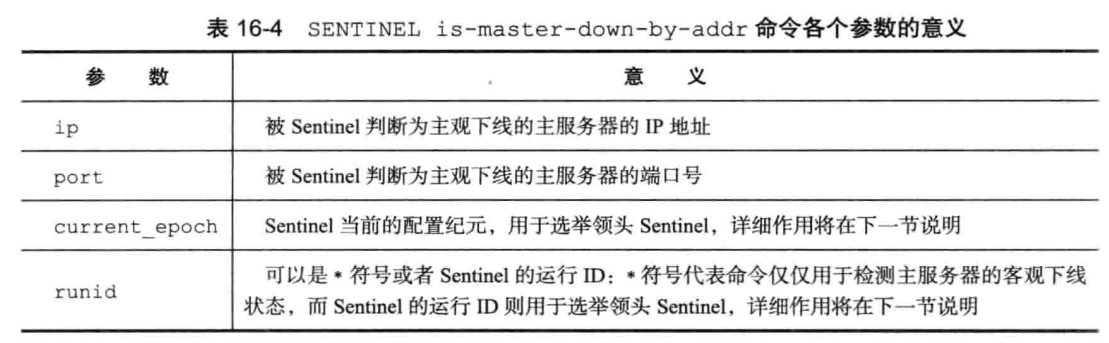 表 16-4 SENTINEL is-master-down-by-addr 命令各个参数的意义
参 数 意 义
ip 被 Sentinel 判断为主观下线的主服务器的 IP 地址
port 被 Sentinel 判断为主观下线的主服务器的端口号
current_epoch Sentinel 当前的配置纪元，用于选举领头 Sentinel，详细作用将在下一节说明
runid 可以是 * 符号或者 Sentinel 的运行 ID：* 符号代表命令仅仅用于检测主服务器的客观下线
状态，而 Sentinel 的运行 ID 则用于选举领头 Sentinel，详细作用将在下一节说明